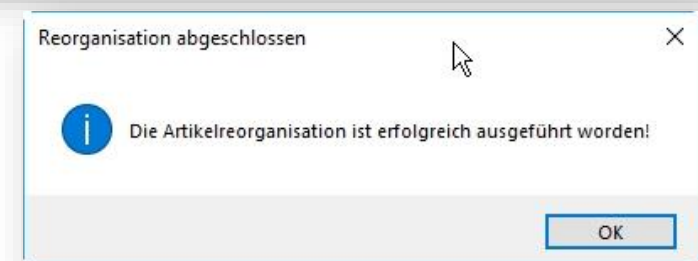 Reorganisation abgeschlossen
Die Artikelreorganisation ist erfolgreich ausgeführt worden!
OK